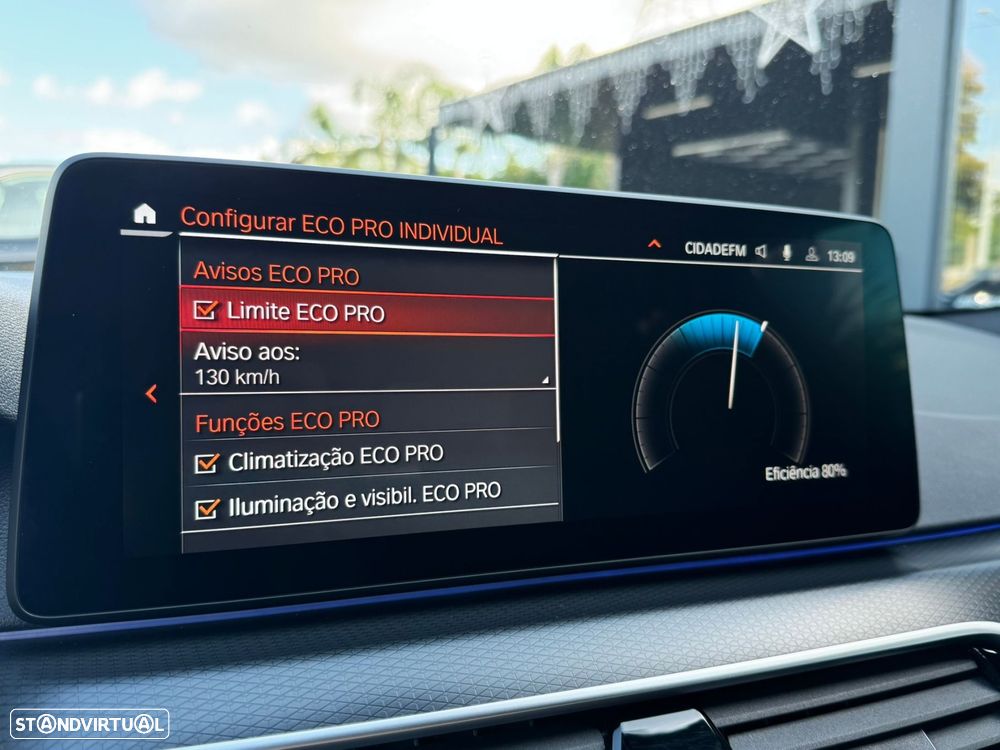 Configurar ECO PRO INDIVIDUAL
CIDADEFM 13:09
Avisos ECO PRO
Limite ECO PRO
Aviso aos:
130 km/h
Funções ECO PRO
Climatização ECO PRO
Iluminação e visibil. ECO PRO
Eficiência 80%
STANDVIRTUAL